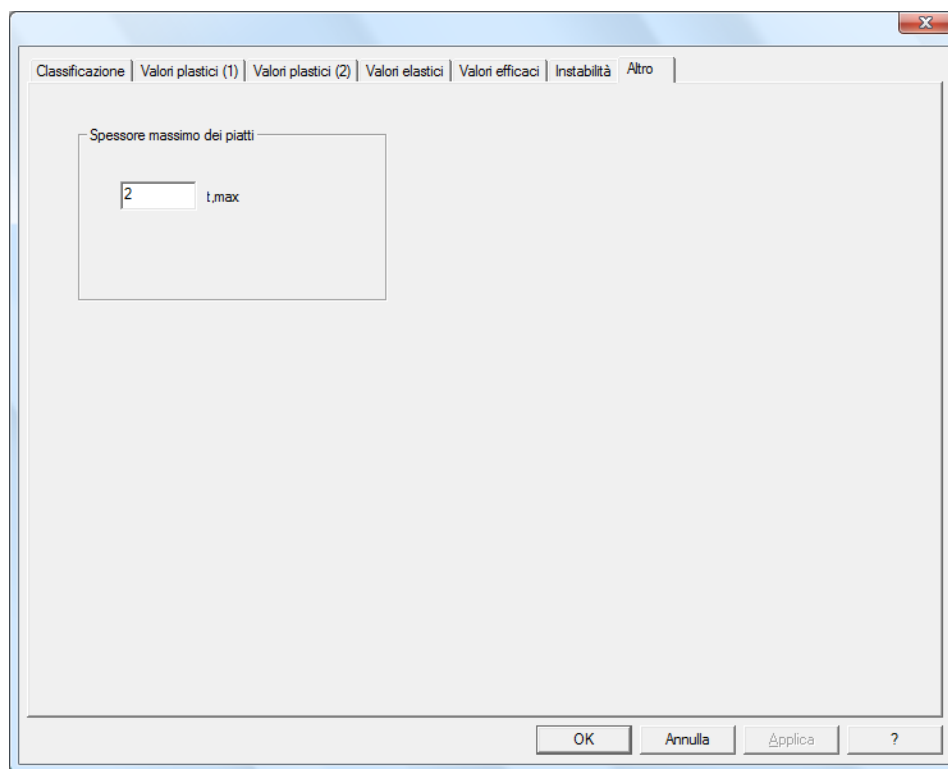 Classificazione Valori plastici (1) Valori plastici (2) Valori elastici Valori efficaci Instabilità Altro
Spessore massimo dei piatti
2 t,max
OK Annulla Applica ?